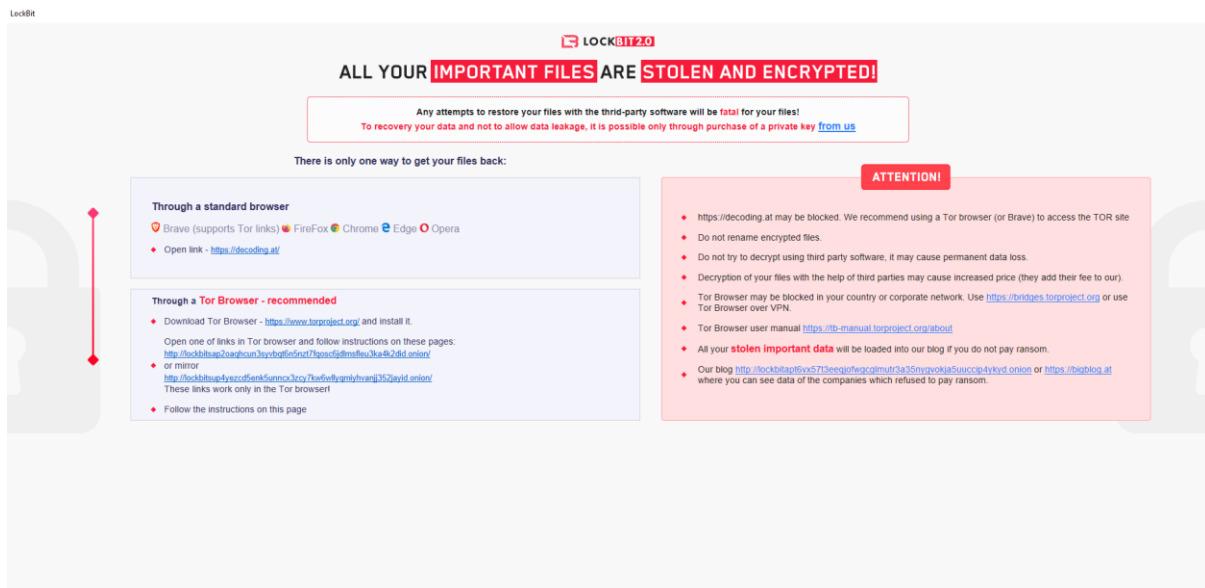 LockBit
LOCKBIT 2.0
ALL YOUR IMPORTANT FILES ARE STOLEN AND ENCRYPTED!
Any attempts to restore your files with the thrid-party software will be fatal for your files!
To recovery your data and not to allow data leakage, it is possible only through purchase of a private key from us
There is only one way to get your files back:
Through a standard browser
Brave (supports Tor links) FireFox Chrome Edge Opera
Open link - https://decoding.at/
Through a Tor Browser - recommended
Download Tor Browser - https://www.torproject.org/ and install it.
Open one of links in Tor browser and follow instructions on these pages:
or mirror
These links work only in the Tor browser!
Follow the instructions on this page
ATTENTION!
https://decoding.at may be blocked. We recommend using a Tor browser (or Brave) to access the TOR site
Do not rename encrypted files.
Do not try to decrypt using third party software, it may cause permanent data loss.
Decryption of your files with the help of third parties may cause increased price (they add their fee to our).
Tor Browser may be blocked in your country or corporate network. Use https://bridges.torproject.org or use
Tor Browser over VPN.
Tor Browser user manual https://tb-manual.torproject.org/about
All your stolen important data will be loaded into our blog if you do not pay ransom.
Our blog or https://bigblog.at
where you can see data of the companies which refused to pay ransom.